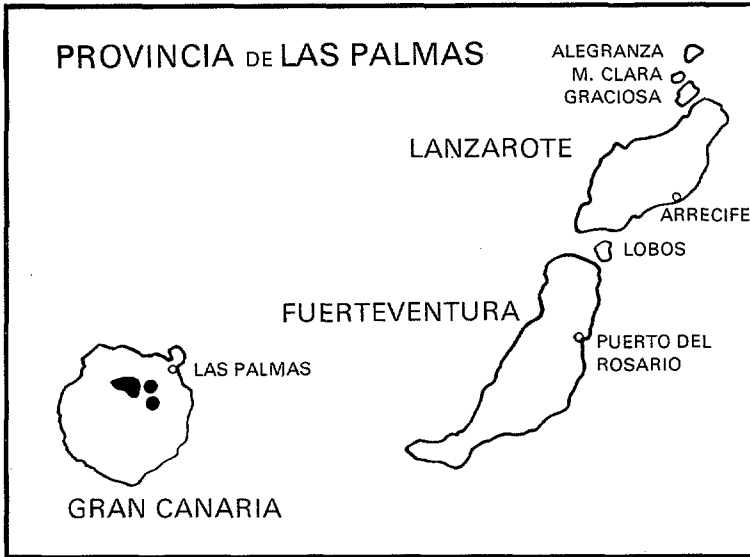 PROVINCIA DE LAS PALMAS
ALEGRANZA
M. CLARA
GRACIOSA
LANZAROTE
ARRECIFE
LOBOS
FUERTEVENTURA
PUERTO DEL
ROSARIO
LAS PALMAS
GRAN CANARIA